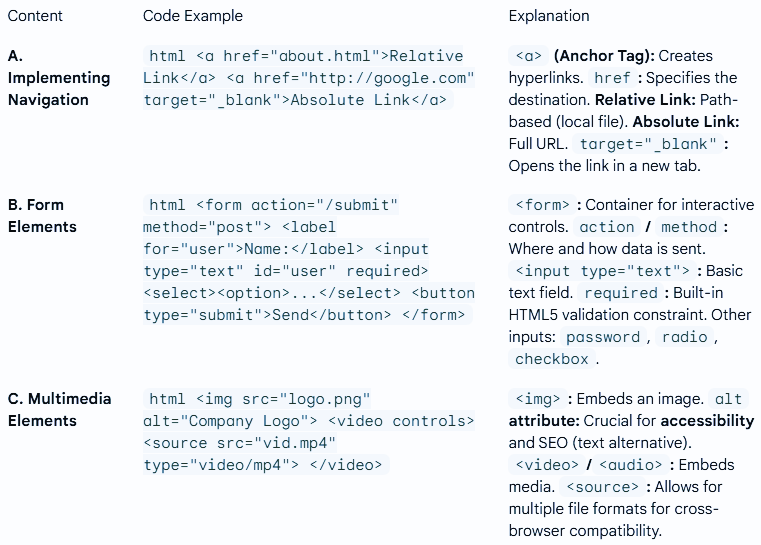 Content
Code Example
Explanation
A.
Implementing
Navigation
html <a href="about.html">Relative
Link</a> <a href="http://google.com"
target="_blank">Absolute Link</a>
<a> (Anchor Tag): Creates
hyperlinks. href : Specifies the
destination. Relative Link: Path-
based (local file). Absolute Link:
Full URL. target="_blank" :
Opens the link in a new tab.
B. Form
Elements
html <form action="/submit"
method="post"> <label
for="user">Name:</label> <input
type="text" id="user" required>
<select><option>...</select> <button
type="submit">Send</button> </form>
<form> : Container for interactive
controls. action / method :
Where and how data is sent.
<input type="text"> : Basic
text field. required : Built-in
HTML5 validation constraint. Other
inputs: password , radio ,
checkbox .
C. Multimedia
Elements
html <img src="logo.png"
alt="Company Logo"> <video controls>
<source src="vid.mp4"
type="video/mp4"> </video>
<img> : Embeds an image. alt
attribute: Crucial for accessibility
and SEO (text alternative).
<video> / <audio> : Embeds
media. <source> : Allows for
multiple file formats for cross-
browser compatibility.